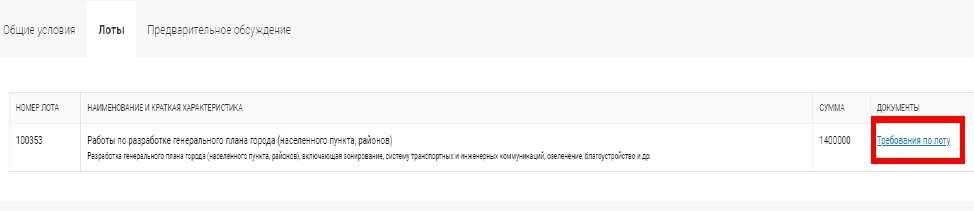 Общие условия Лоты Предварительное обсуждение
НОМЕР ЛОТА НАИМЕНОВАНИЕ И КРАТКАЯ ХАРАКТЕРИСТИКА СУММА ДОКУМЕНТЫ
100353 Работы по разработке генерального плана города (населенного пункта, районов) 1400000 Требования по лоту
Разработка генерального плана города (населенного пункта, районов), включающая зонирование, систему транспортных и инженерных коммуникаций, озеленение, благоустройство и др.